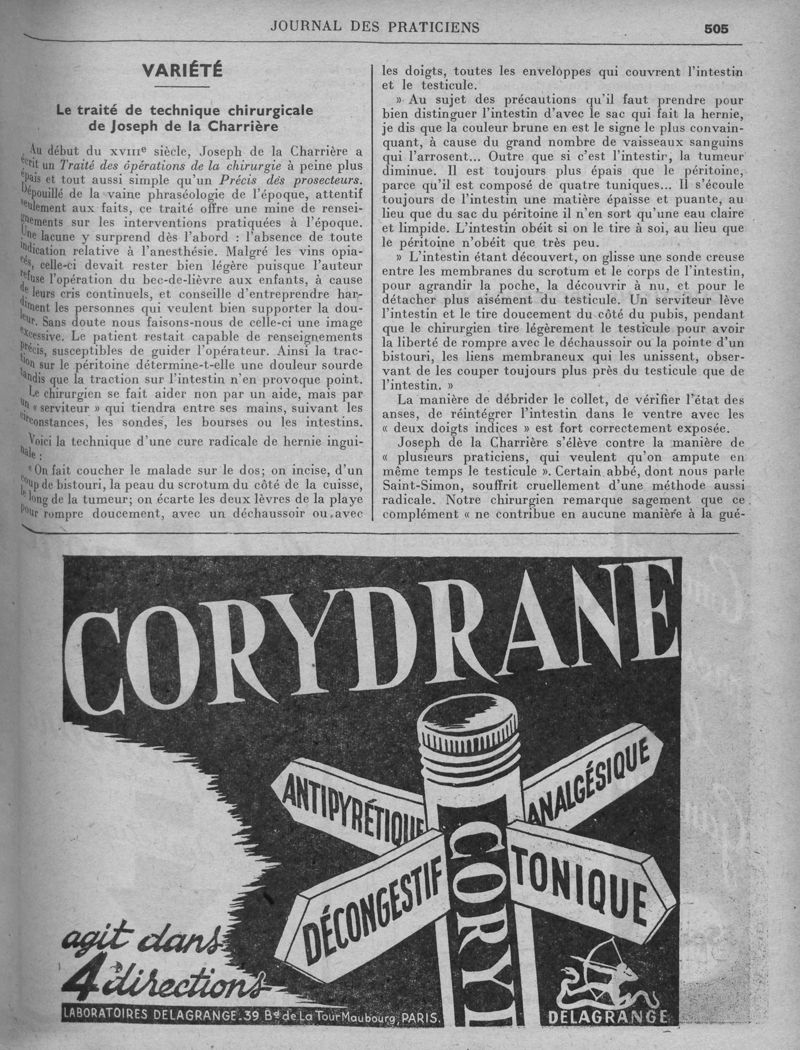 JOURNAL DES PRATICIENS 505
VARIÉTÉ
Le traité de technique chirurgicale
de Joseph de la Charrière
Au début du XVIIIe siècle, Joseph de la Charrière a
écrit un Traité des opérations de la chirurgie à peine plus
épais et tout aussi simple qu'un Précis dés prosecteurs.
Dépouillé de la vaine phraséologie de l'époque, attentif
seulement aux faits, ce traité offre une mine de rensei-
gnements sur les interventions pratiquées à l'époque.
Une lacune y surprend dès l'abord : l'absence de toute
indication relative à l'anesthésie. Malgré les vins opia-
cés, celle-ci devait rester bien légère puisque l'auteur
refuse l'opération du bec-de-lièvre aux enfants, à cause
de leurs cris continuels, et conseille d'entreprendre har-
diment les personnes qui veulent bien supporter la dou-
leur. Sans doute nous faisons-nous de celle-ci une image
excessive. Le patient restait capable de renseignements
précis, susceptibles de guider l'opérateur. Ainsi la trac-
tion sur le péritoine détermine-t-elle une douleur sourde
tandis que la traction sur l'intestin n'en provoque point.
Le chirurgien se fait aider non par un aide, mais par
un « serviteur » qui tiendra entre ses mains, suivant les
circonstances, les sondes, les bourses ou les intestins.
Voici la technique d'une cure radicale de hernie ingui-
nale :
« On fait coucher le malade sur le dos; on incise, d'un
coup de bistouri, la peau du scrotum du côté de la cuisse,
le long de la tumeur; on écarte les deux lèvres de la playe
pour rompre doucement, avec un déchaussoir ou avec
les doigts, toutes les enveloppes qui couvrent l'intestin
et le testicule.
» Au sujet des précautions qu'il faut prendre pour
bien distinguer l'intestin d'avec le sac qui fait la hernie,
je dis que la couleur brune en est le signe le plus convain-
quant, à cause du grand nombre de vaisseaux sanguins
qui l'arrosent... Outre que si c'est l'intestir, la tumeur
diminue. Il est toujours plus épais que le péritoine,
parce qu'il est composé de quatre tuniques... Il s'écoule
toujours de l'intestin une matière épaisse et puante, au
lieu que du sac du péritoine il n'en sort qu'une eau claire
et limpide. L'intestin obéit si on le tire à soi, au lieu que
le péritoine n'obéit que très peu.
» L'intestin étant découvert, on glisse une sonde creuse
entre les membranes du scrotum et le corps de l'intestin,
pour agrandir la poche, la découvrir à nu, et pour le
détacher plus aisément du testicule. Un serviteur lève
l'intestin et le tire doucement du côté du pubis, pendant
que le chirurgien tire légèrement le testicule pour avoir
la liberté de rompre avec le déchaussoir ou la pointe d'un
bistouri, les liens membraneux qui les unissent, obser-
vant de les couper toujours plus près du testicule que de
l'intestin. »
La manière de débrider le collet, de vérifier l'état des
anses, de réintégrer l'intestin dans le ventre avec les
« deux doigts indices » est fort correctement exposée.
Joseph de la Charrière s'élève contre la manière de
« plusieurs praticiens, qui veulent qu'on ampute en
même temps le testicule ». Certain abbé, dont nous parle
Saint-Simon, souffrit cruellement d'une méthode aussi
radicale. Notre chirurgien remarque sagement que ce
complément « ne contribue en aucune manière à la gué-
CORYDRANE
ANTIPYRÉTIQUE
ANALGÉSIQUE
DÉCONGESTIF
TONIQUE
CORYD
agit dans
4 directions
LABORATOIRES DELAGRANGE.39 Bd de La Tour Maubourg, PARIS.
DELAGRANGE